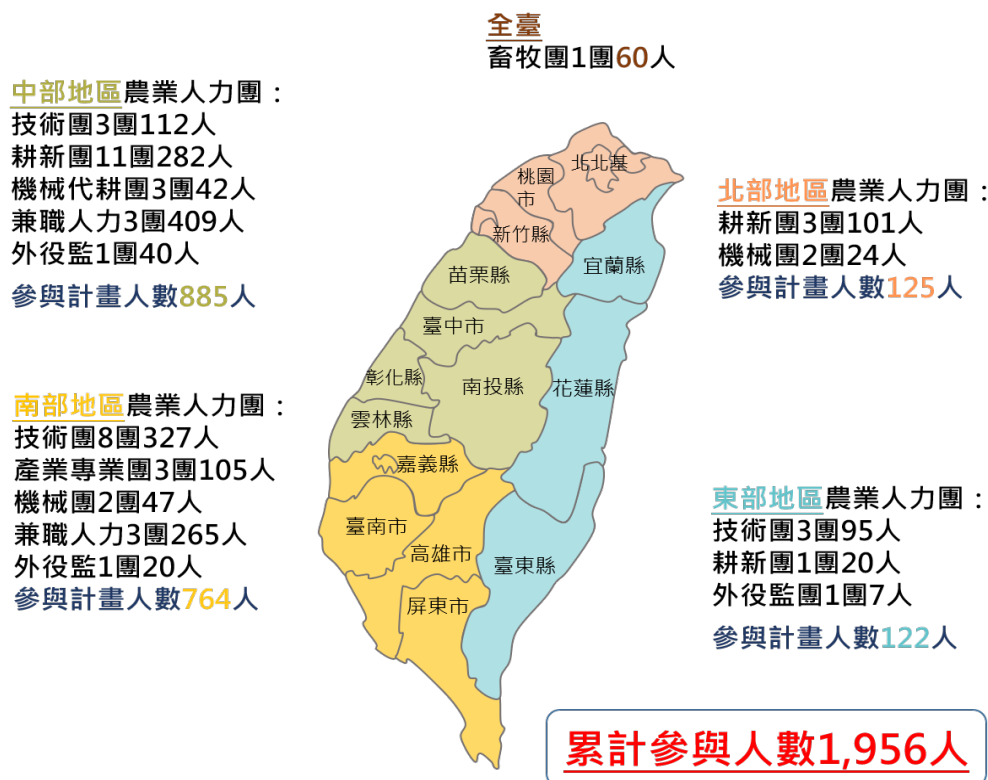 全臺
畜牧團1團60人
中部地區農業人力團：
技術團3團112人
耕新團11團282人
機械代耕團3團42人
兼職人力3團409人
外役監1團40人
參與計畫人數885人
北部地區農業人力團：
耕新團3團101人
機械團2團24人
參與計畫人數125人
南部地區農業人力團：
技術團8團327人
產業專業團3團105人
機械團2團47人
兼職人力3團265人
外役監1團20人
參與計畫人數764人
東部地區農業人力團：
技術團3團95人
耕新團1團20人
外役監團1團7人
參與計畫人數122人
北北基
桃園
市
新竹縣
宜蘭縣
苗栗縣
臺中市
彰化縣
南投縣
花蓮縣
雲林縣
嘉義縣
臺南市
高雄市
臺東縣
屏東市
累計參與人數1,956人